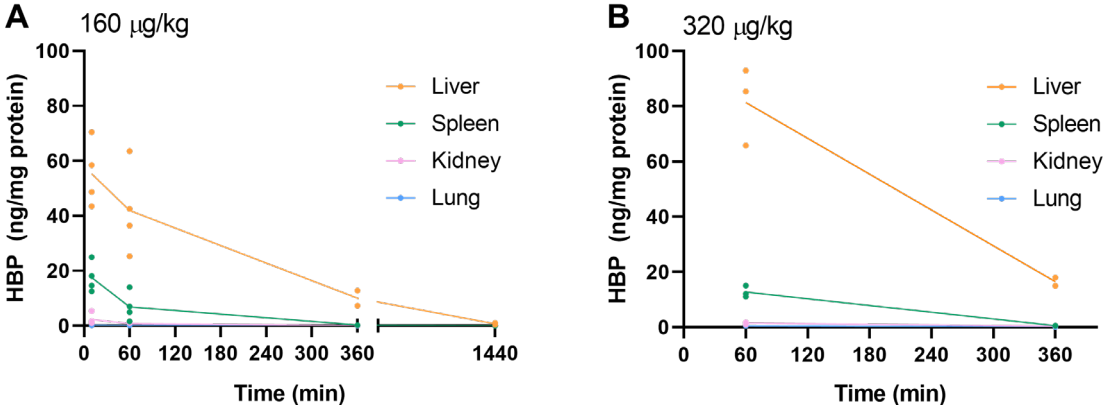 A
160 µg/kg
HBP (ng/mg protein)
100
80
60
40
20
0
0 60 120 180 240 300 360 1440
Time (min)
Liver
Spleen
Kidney
Lung
B
320 µg/kg
HBP (ng/mg protein)
100
80
60
40
20
0
0 60 120 180 240 300 360
Time (min)
Liver
Spleen
Kidney
Lung